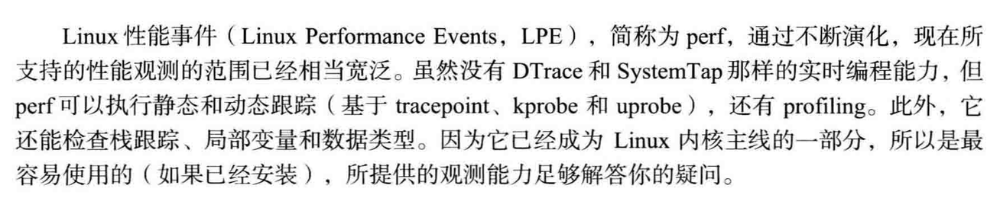 Linux 性能事件（Linux Performance Events，LPE），简称为 perf，通过不断演化，现在所
支持的性能观测的范围已经相当宽泛。虽然没有 DTrace 和 SystemTap 那样的实时编程能力，但
perf 可以执行静态和动态跟踪（基于 tracepoint、kprobe 和 uprobe），还有 profiling。此外，它
还能检查栈跟踪、局部变量和数据类型。因为它已经成为 Linux 内核主线的一部分，所以是最
容易使用的（如果已经安装），所提供的观测能力足够解答你的疑问。